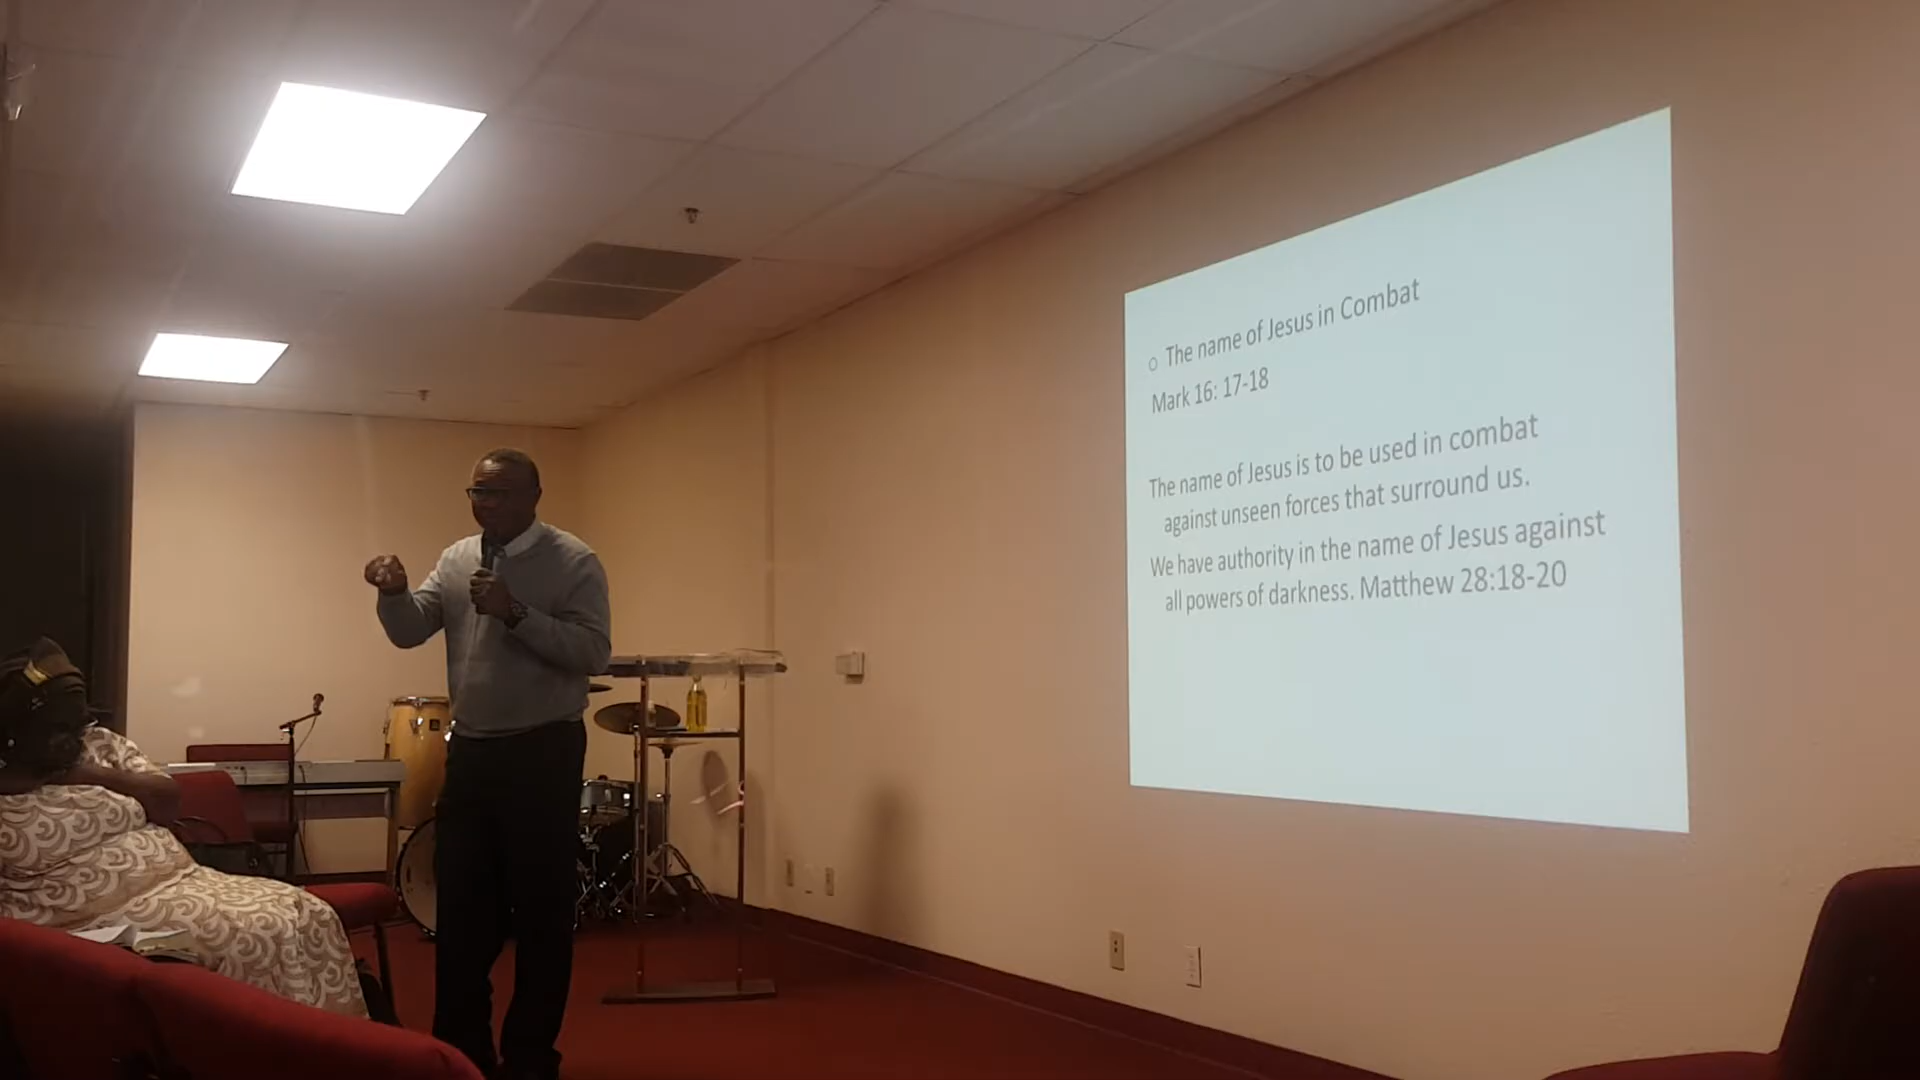 ○ The name of Jesus in Combat
Mark 16: 17-18
The name of Jesus is to be used in combat
against unseen forces that surround us.
We have authority in the name of Jesus against
all powers of darkness. Matthew 28:18-20